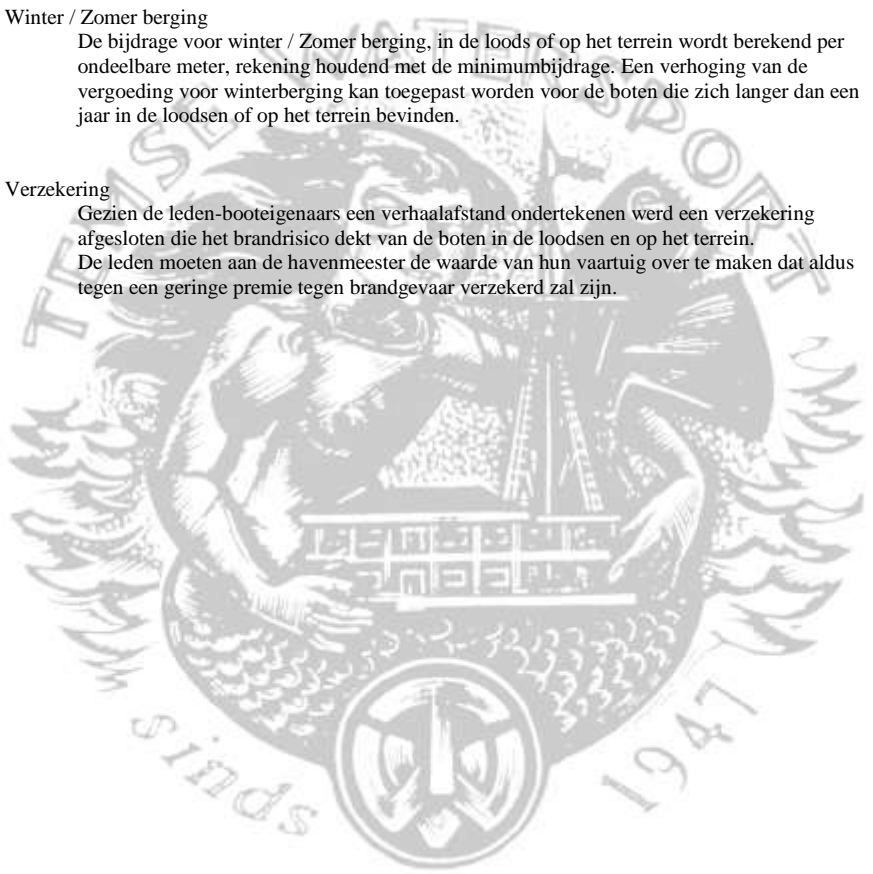 Winter / Zomer berging
De bijdrage voor winter / Zomer berging, in de loods of op het terrein wordt berekend per
ondeelbare meter, rekening houdend met de minimumbijdrage. Een verhoging van de
vergoeding voor winterberging kan toegepast worden voor de boten die zich langer dan een
jaar in de loodsen of op het terrein bevinden.
Verzekering
Gezien de leden-booteigenaars een verhaalafstand ondertekenen werd een verzekering
afgesloten die het brandrisico dekt van de boten in de loodsen en op het terrein.
De leden moeten aan de havenmeester de waarde van hun vaartuig over te maken dat aldus
tegen een geringe premie tegen brandgevaar verzekerd zal zijn.
TEMSE WATERSPORT
sinds 1947